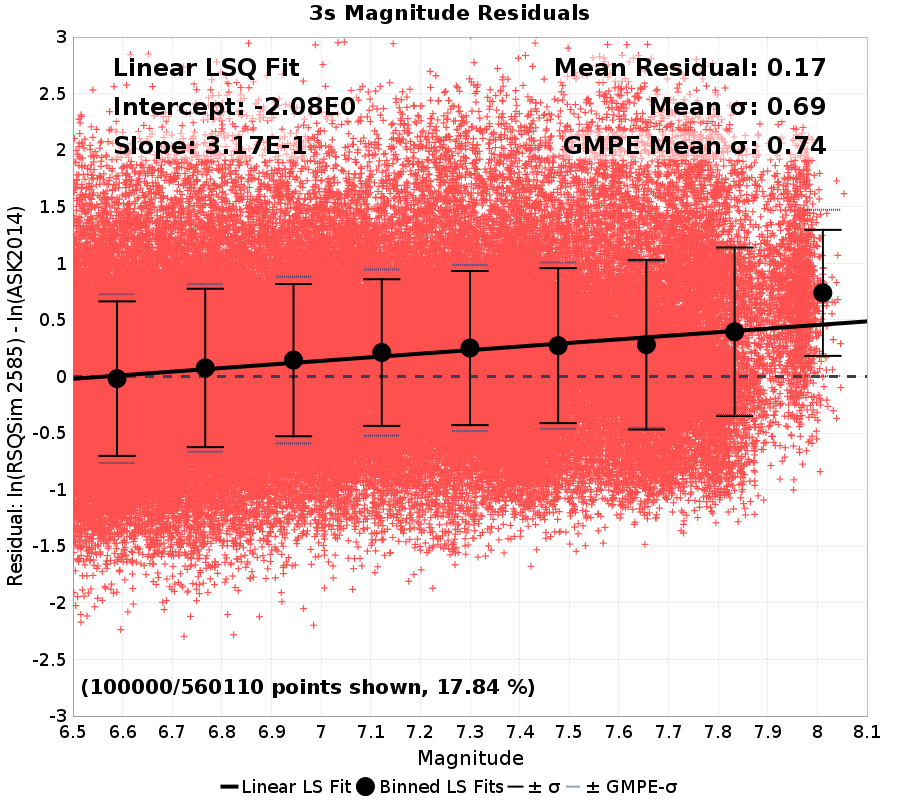 3s Magnitude Residuals
Linear LSQ Fit
Mean Residual: 0.17
Intercept: -2.08E0
Mean σ: 0.69
Slope: 3.17E-1
GMPE Mean σ: 0.74
3
2.5
2
1.5
1
0.5
0
-0.5
-1
-1.5
-2
-2.5
-3
Residual: ln(RSQSim 2585) - ln(ASK2014)
(100000/560110 points shown, 17.84 %)
6.5 6.6 6.7 6.8 6.9 7 7.1 7.2 7.3 7.4 7.5 7.6 7.7 7.8 7.9 8 8.1
Magnitude
Linear LS Fit Binned LS Fits ± σ ± GMPE-σ